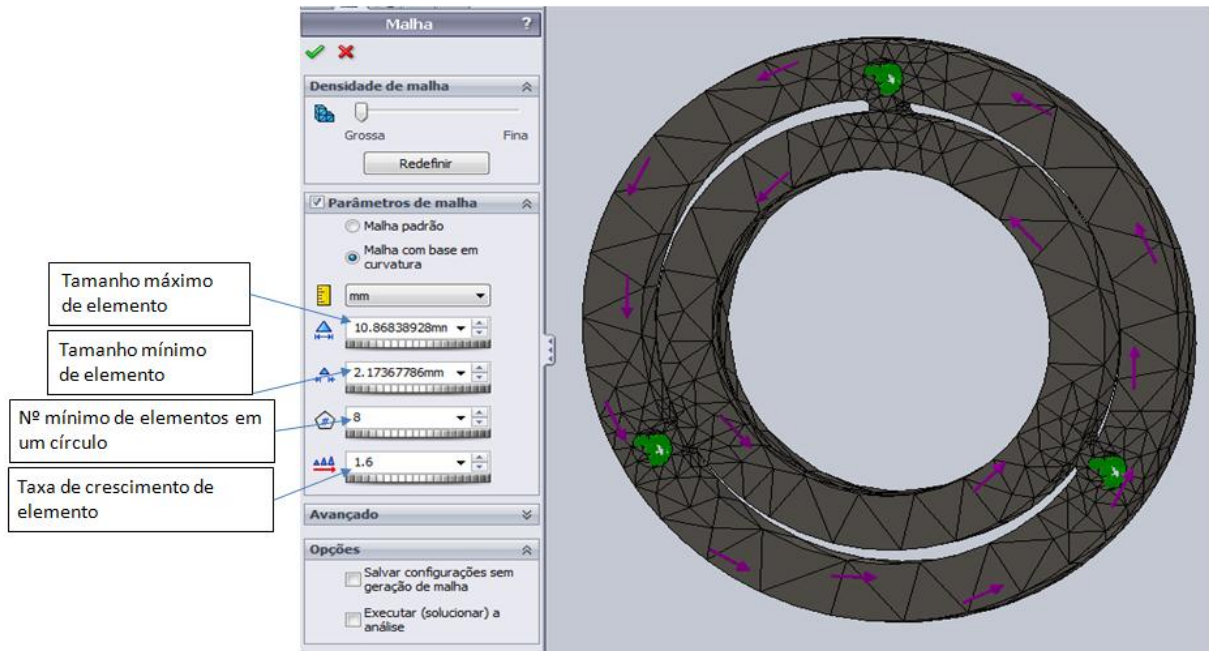 Malha ?
Densidade de malha
Grossa Fina
Redefinir
Parâmetros de malha
Malha padrão
Malha com base em
curvatura
mm
10.86838928mn
2.17367786mm
8
1.6
Avançado
Opções
Salvar configurações sem
geração de malha
Executar (solucionar) a
análise
Tamanho máximo
de elemento
Tamanho mínimo
de elemento
Nº mínimo de elementos em
um círculo
Taxa de crescimento de
elemento